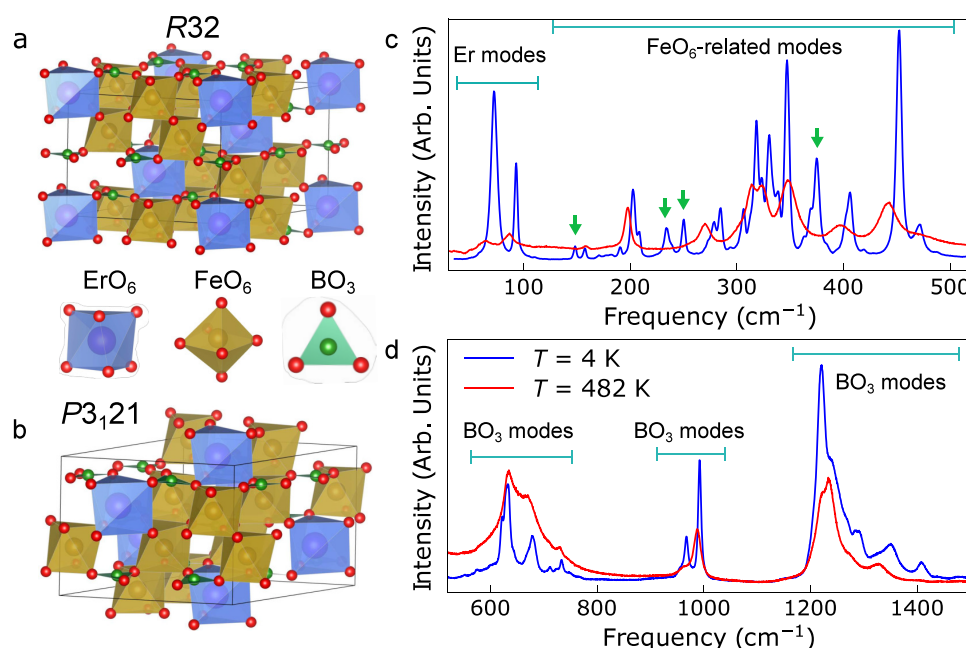 a
R32
ErO₆
FeO₆
BO₃
b
P3₁21
c
Er modes
FeO₆-related modes
Intensity (Arb. Units)
100
200
300
400
500
Frequency (cm⁻¹)
d
T = 4 K
T = 482 K
BO₃ modes
BO₃ modes
BO₃ modes
Intensity (Arb. Units)
600
800
1000
1200
1400
Frequency (cm⁻¹)